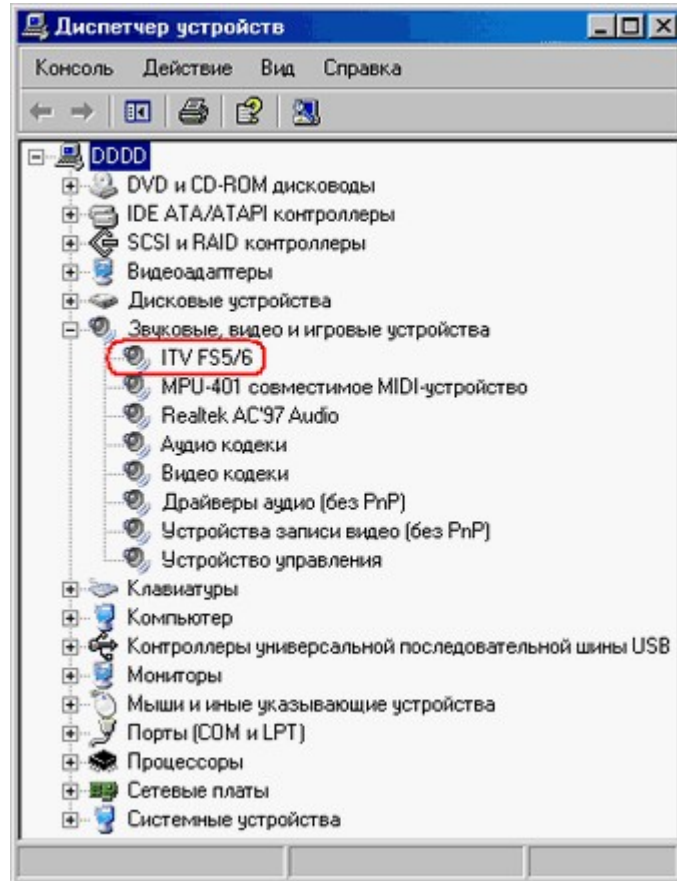 Диспетчер устройств
Консоль Действие Вид Справка
DDDD
DVD и CD-ROM дисководы
IDE ATA/ATAPI контроллеры
SCSI и RAID контроллеры
Видеоадаптеры
Дисковые устройства
Звуковые, видео и игровые устройства
ITV FS5/6
MPU-401 совместимое MIDI-устройство
Realtek AC'97 Audio
Аудио кодеки
Видео кодеки
Драйверы аудио (без PnP)
Устройства записи видео (без PnP)
Устройство управления
Клавиатуры
Компьютер
Контроллеры универсальной последовательной шины USB
Мониторы
Мыши и иные указывающие устройства
Порты (COM и LPT)
Процессоры
Сетевые платы
Системные устройства